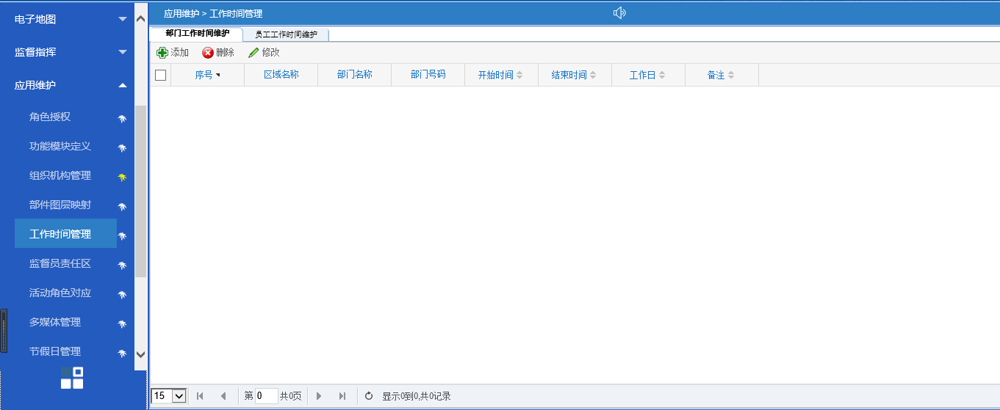 电子地图
监督指挥
应用维护
角色授权
功能模块定义
组织机构管理
部件图层映射
工作时间管理
监督员责任区
活动角色对应
多媒体管理
节假日管理
应用维护 > 工作时间管理
部门工作时间维护 员工工作时间维护
添加 删除 修改
序号 区域名称 部门名称 部门号码 开始时间 结束时间 工作日 备注
15 第 0 共0页 显示0到0,共0记录